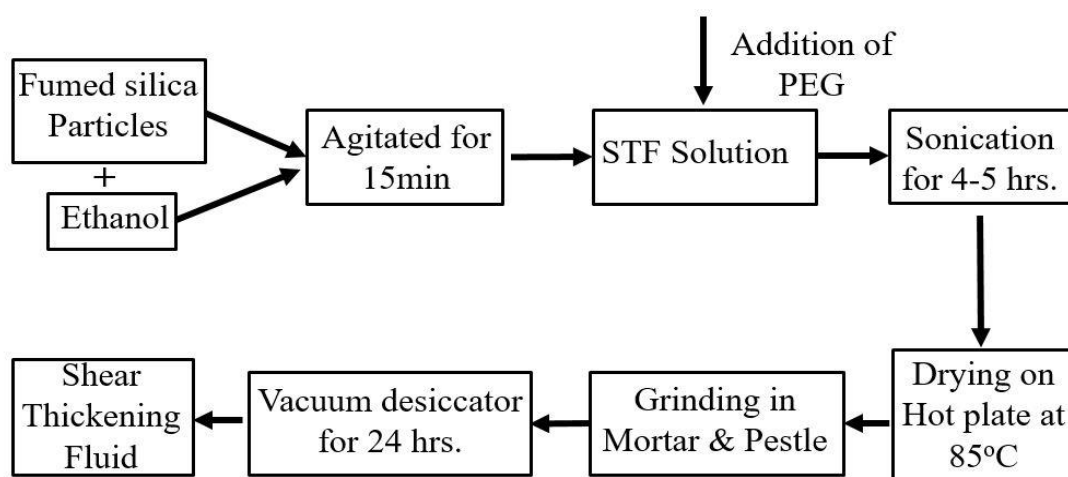 Fumed silica
Particles
+
Ethanol
Agitated for
15min
STF Solution
Addition of
PEG
Sonication
for 4-5 hrs.
Drying on
Hot plate at
85°C
Grinding in
Mortar & Pestle
Vacuum desiccator
for 24 hrs.
Shear
Thickening
Fluid